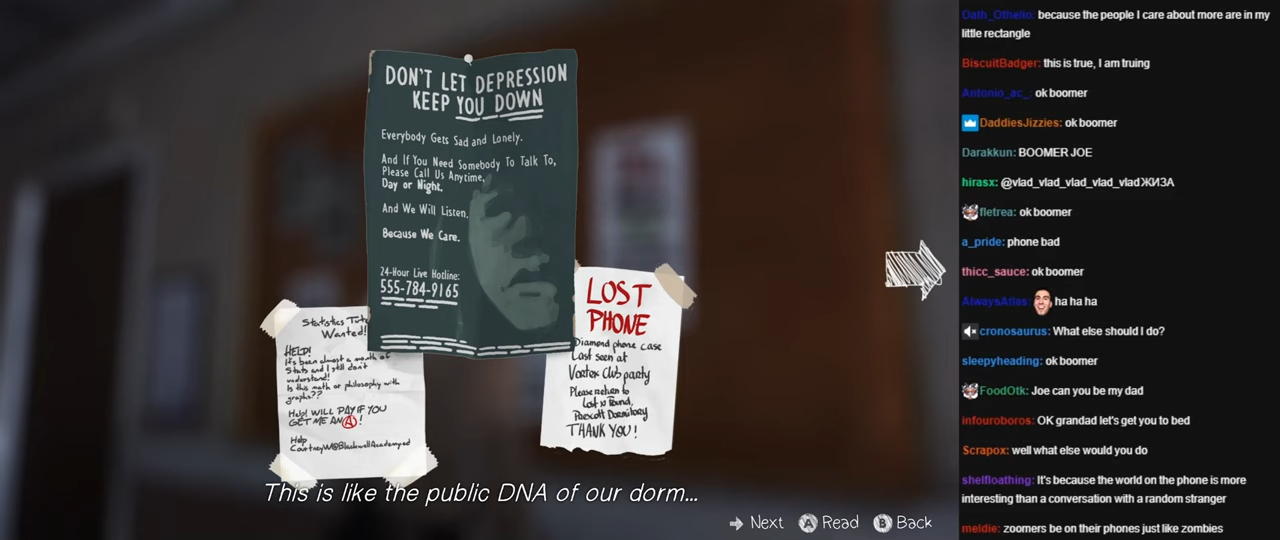 DON'T LET DEPRESSION
KEEP YOU DOWN
Everybody Gets Sad and Lonely.
And If You Need Somebody To Talk To,
Please Call Us Anytime,
Day or Night,
And We Will Listen,
Because We Care.
24-Hour Live Hotline:
555-784-9165
Statistics Tuto
Wanted!
HELP!
It's been almost a month of
Stats and I still don't
understand!
Is this math or philosophy with
graphs??
Help! WILL PAY IF YOU
GET ME AN A!
Help
CourtneyW@BlackwellAcademy.ed
LOST
PHONE
Diamond phone case
Last seen at
Vortex Club party
Please return to
Lost n Found,
Prescott Dormitory
THANK YOU!
This is like the public DNA of our dorm...
Next A Read B Back
Oath_Othello: because the people I care about more are in my
little rectangle
BiscuitBadger: this is true, I am truing
Antonio_ac_: ok boomer
DaddiesJizzies: ok boomer
Darakkun: BOOMER JOE
hirasx: @vlad_vlad_vlad_vlad_vlad ЖИЗА
fletrea: ok boomer
a_pride: phone bad
thicc_sauce: ok boomer
AlwaysAtlas: ha ha ha
cronosaurus: What else should I do?
sleepyheading: ok boomer
FoodOtk: Joe can you be my dad
infouroboros: OK grandad let's get you to bed
Scrapox: well what else would you do
shelfloathing: It's because the world on the phone is more
interesting than a conversation with a random stranger
meldie: zoomers be on their phones just like zombies